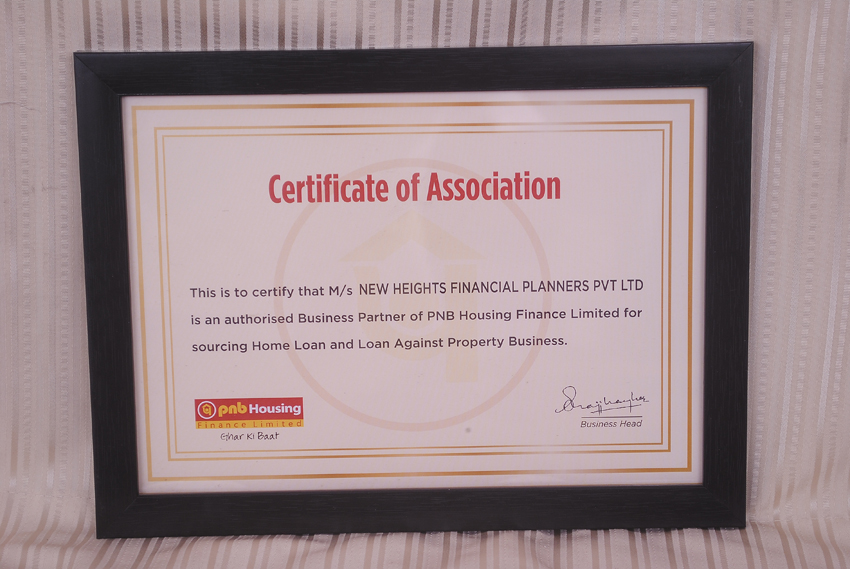 Certificate of Association
This is to certify that M/s NEW HEIGHTS FINANCIAL PLANNERS PVT LTD
is an authorised Business Partner of PNB Housing Finance Limited for
sourcing Home Loan and Loan Against Property Business.
pnb Housing
Finance Limited
Ghar Ki Baat
Business Head